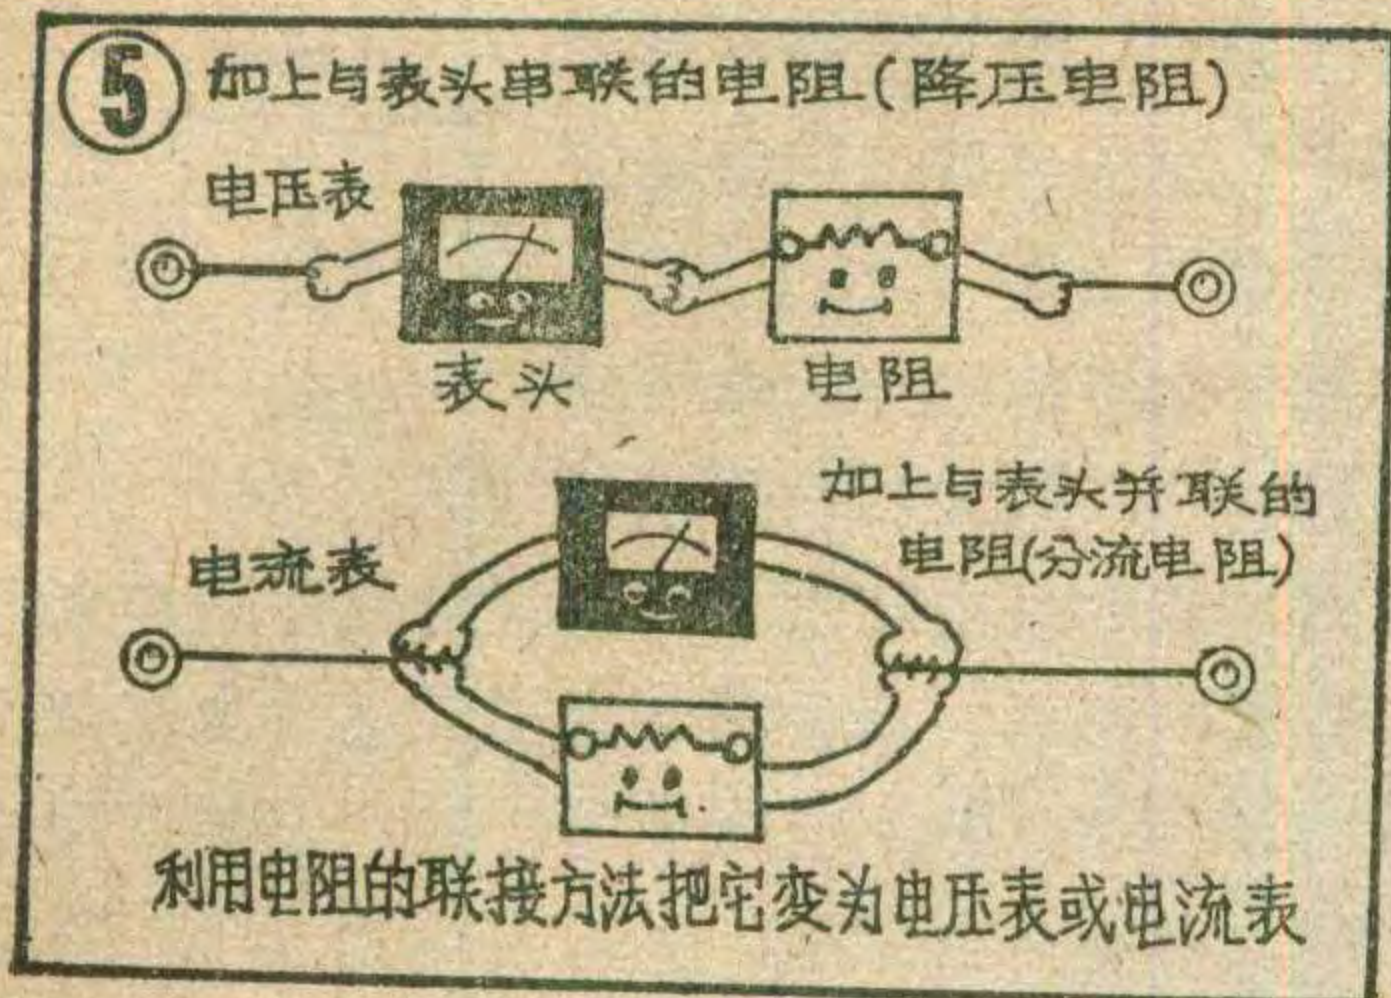 5 加上与表头串联的电阻(降压电阻)
电压表
表头
电阻
加上与表头并联的
电阻(分流电阻)
电流表
利用电阻的联接方法把它变为电压表或电流表